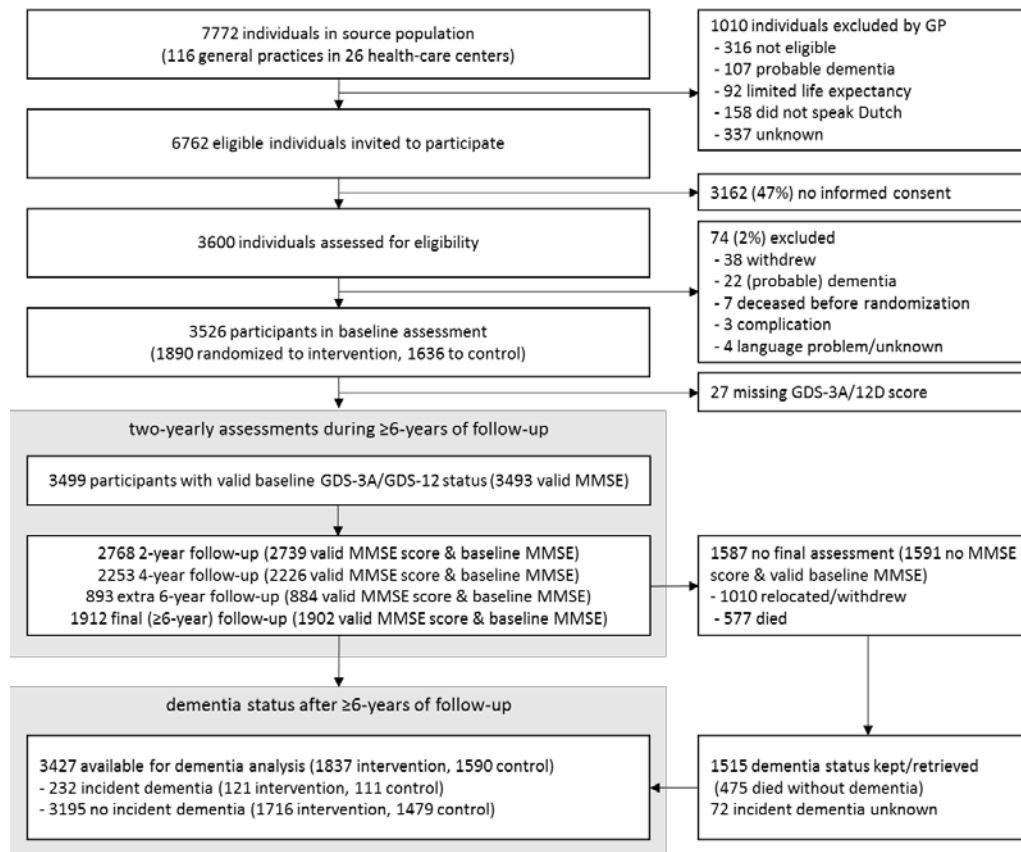 7772 individuals in source population
(116 general practices in 26 health-care centers)
1010 individuals excluded by GP
- 316 not eligible
- 107 probable dementia
- 92 limited life expectancy
- 158 did not speak Dutch
- 337 unknown
6762 eligible individuals invited to participate
3162 (47%) no informed consent
3600 individuals assessed for eligibility
74 (2%) excluded
- 38 withdrew
- 22 (probable) dementia
- 7 deceased before randomization
- 3 complication
- 4 language problem/unknown
3526 participants in baseline assessment
(1890 randomized to intervention, 1636 to control)
27 missing GDS-3A/12D score
two-yearly assessments during ≥6-years of follow-up
3499 participants with valid baseline GDS-3A/GDS-12 status (3493 valid MMSE)
2768 2-year follow-up (2739 valid MMSE score & baseline MMSE)
2253 4-year follow-up (2226 valid MMSE score & baseline MMSE)
893 extra 6-year follow-up (884 valid MMSE score & baseline MMSE)
1912 final (≥6-year) follow-up (1902 valid MMSE score & baseline MMSE)
1587 no final assessment (1591 no MMSE
score & valid baseline MMSE)
- 1010 relocated/withdrew
- 577 died
dementia status after ≥6-years of follow-up
3427 available for dementia analysis (1837 intervention, 1590 control)
- 232 incident dementia (121 intervention, 111 control)
- 3195 no incident dementia (1716 intervention, 1479 control)
1515 dementia status kept/retrieved
(475 died without dementia)
72 incident dementia unknown